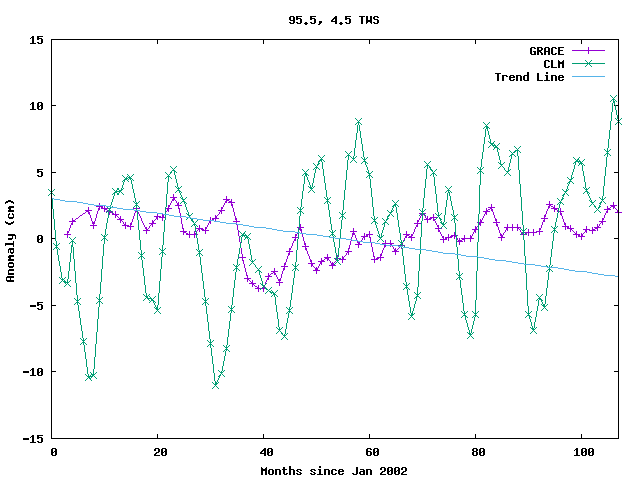 95.5, 4.5 TWS
GRACE
CLM
Trend Line
15
10
5
0
-5
-10
-15
Anomaly (cm)
0 20 40 60 80 100
Months since Jan 2002